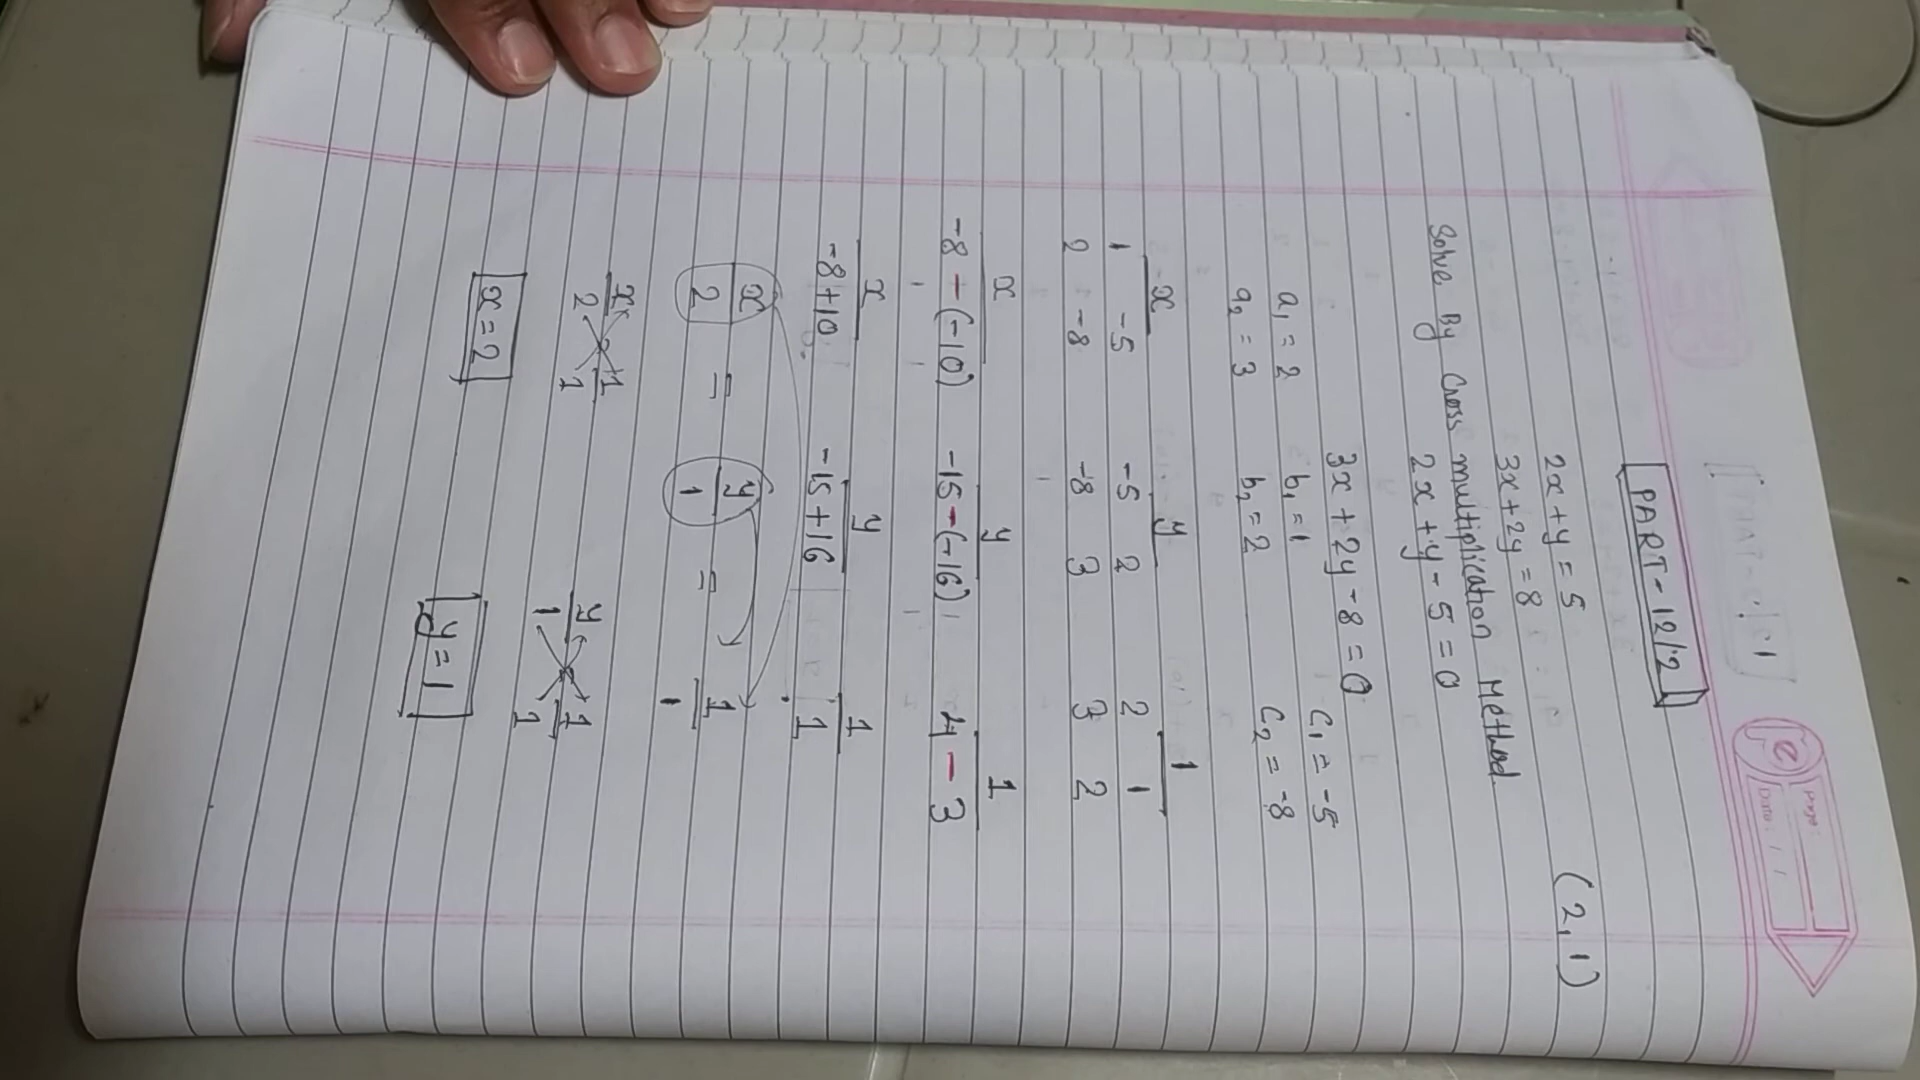 Page:
Date: / /
PART-12/2
2x+y=5 (2,1)
3x+2y=8
Solve By Cross multiplication Method.
2x+y-5=0
3x+2y-8=0
a₁=2 b₁=1 c₁=-5
a₂=3 b₂=2 c₂=-8
x y 1
1 -5 -5 2 2 1
2 -8 -8 3 3 2
x y 1
-8-(-10) -15-(-16) 4-3
x y 1
-8+10 -15+16 1
x = y = 1
2 1 1
x 1 y 1
2 1 1 1
x=2 y=1